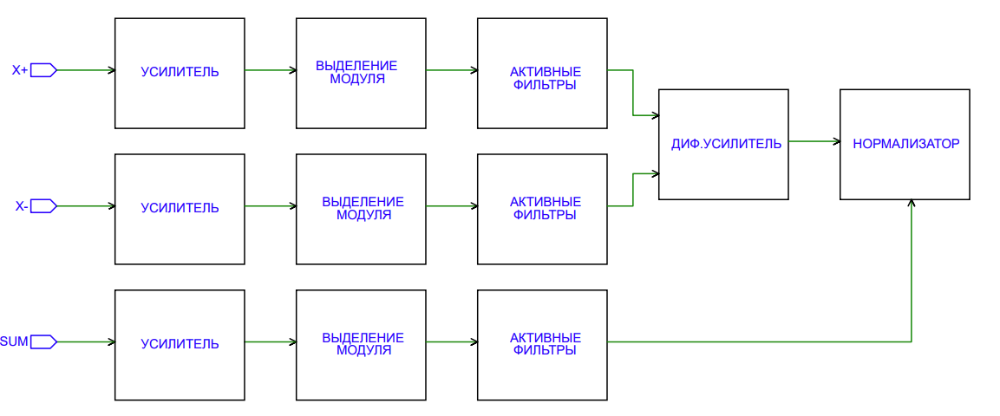 X+
УСИЛИТЕЛЬ
ВЫДЕЛЕНИЕ
МОДУЛЯ
АКТИВНЫЕ
ФИЛЬТРЫ
ДИФ.УСИЛИТЕЛЬ
НОРМАЛИЗАТОР
X-
УСИЛИТЕЛЬ
ВЫДЕЛЕНИЕ
МОДУЛЯ
АКТИВНЫЕ
ФИЛЬТРЫ
SUM
УСИЛИТЕЛЬ
ВЫДЕЛЕНИЕ
МОДУЛЯ
АКТИВНЫЕ
ФИЛЬТРЫ